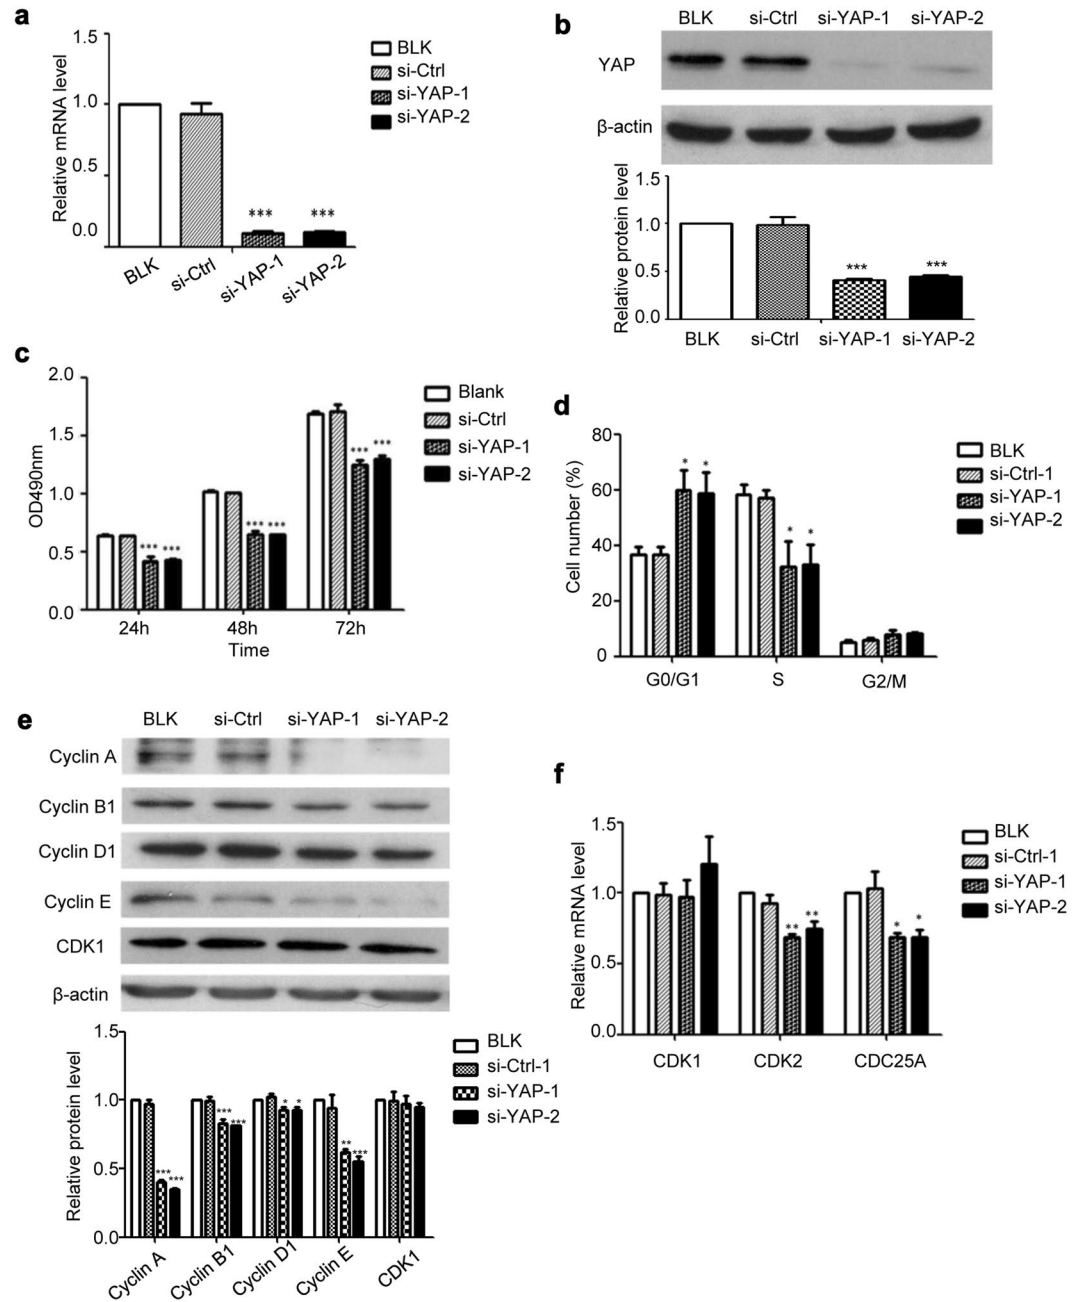 a
Relative mRNA level
1.5
1.0
0.5
0.0
*** ***
BLK si-Ctrl si-YAP-1 si-YAP-2
BLK
si-Ctrl
si-YAP-1
si-YAP-2
b
BLK si-Ctrl si-YAP-1 si-YAP-2
YAP
β-actin
Relative protein level
1.5
1.0
0.5
0.0
*** ***
BLK si-Ctrl si-YAP-1 si-YAP-2
c
OD490nm
2.0
1.5
1.0
0.5
0.0
*** *** *** *** *** ***
24h 48h 72h
Time
Blank
si-Ctrl
si-YAP-1
si-YAP-2
d
Cell number (%)
80
60
40
20
0
* * * *
G0/G1 S G2/M
BLK
si-Ctrl-1
si-YAP-1
si-YAP-2
e
BLK si-Ctrl si-YAP-1 si-YAP-2
Cyclin A
Cyclin B1
Cyclin D1
Cyclin E
CDK1
β-actin
Relative protein level
1.5
1.0
0.5
0.0
*** *** *** *** * * ** ***
Cyclin A Cyclin B1 Cyclin D1 Cyclin E CDK1
BLK
si-Ctrl-1
si-YAP-1
si-YAP-2
f
Relative mRNA level
1.5
1.0
0.5
0.0
** ** * *
CDK1 CDK2 CDC25A
BLK
si-Ctrl-1
si-YAP-1
si-YAP-2